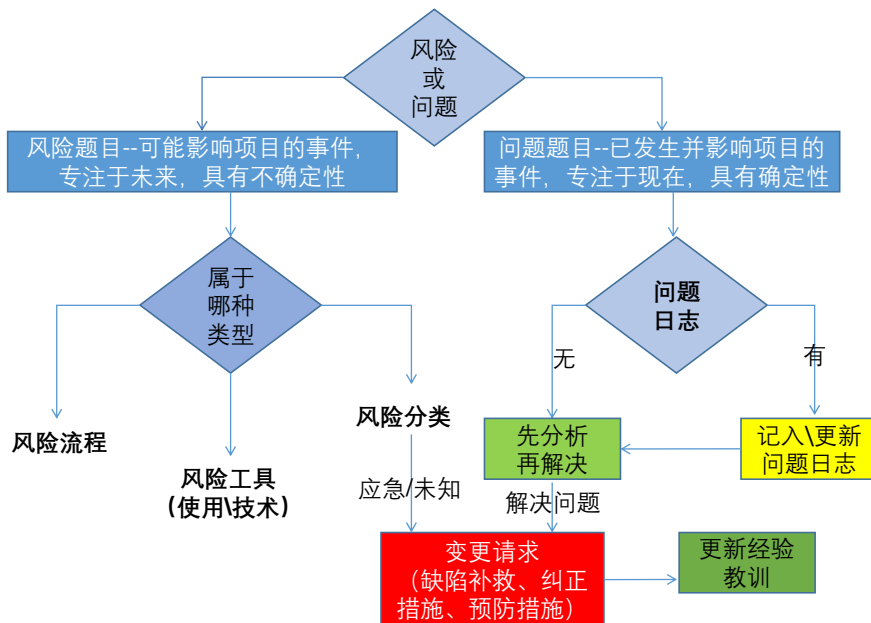 风险
或
问题
风险题目--可能影响项目的事件，
专注于未来，具有不确定性
问题题目--已发生并影响项目的
事件，专注于现在，具有确定性
属于
哪种
类型
问题
日志
无
有
风险流程
风险工具
(使用\技术)
风险分类
先分析
再解决
记入\更新
问题日志
应急/未知
解决问题
变更请求
（缺陷补救、纠正
措施、预防措施）
更新经验
教训